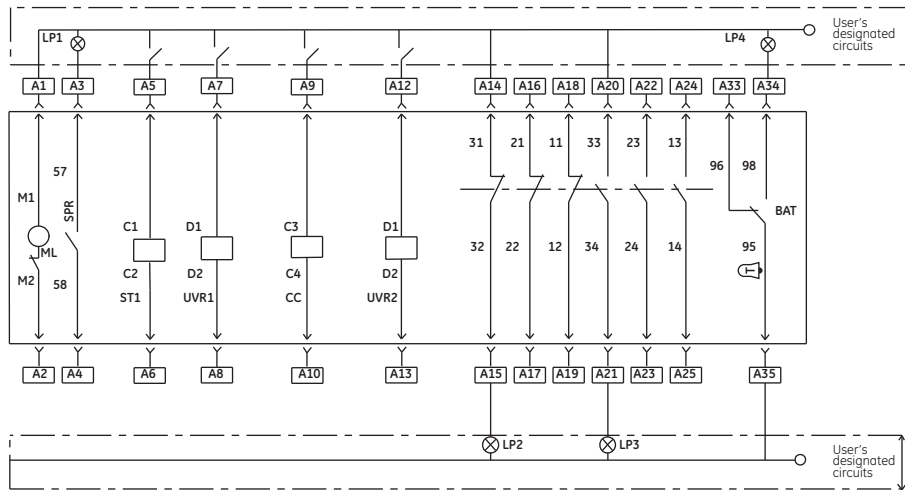 LP1
LP4
User's
designated
circuits
A1 A3 A5 A7 A9 A12 A14 A16 A18 A20 A22 A24 A33 A34
31 21 11 33 23 13
57 96 98
M1 SPR
C1 D1 C3 D1 BAT
ML
M2 58 C2 D2 C4 D2 32 22 12 34 24 14 95
T
ST1 UVR1 CC UVR2
A2 A4 A6 A8 A10 A13 A15 A17 A19 A21 A23 A25 A35
LP2 LP3
User's
designated
circuits